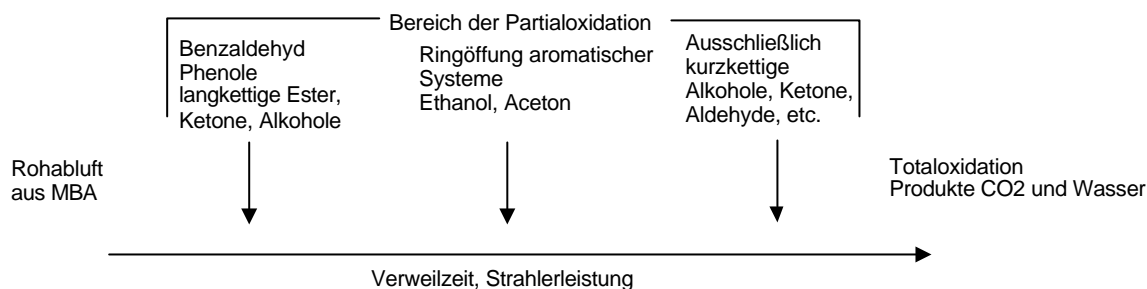 Bereich der Partialoxidation
Benzaldehyd
Phenole
langkettige Ester,
Ketone, Alkohole
Ringöffung aromatischer
Systeme
Ethanol, Aceton
Ausschließlich
kurzkettige
Alkohole, Ketone,
Aldehyde, etc.
Rohabluft
aus MBA
Totaloxidation
Produkte CO2 und Wasser
Verweilzeit, Strahlerleistung